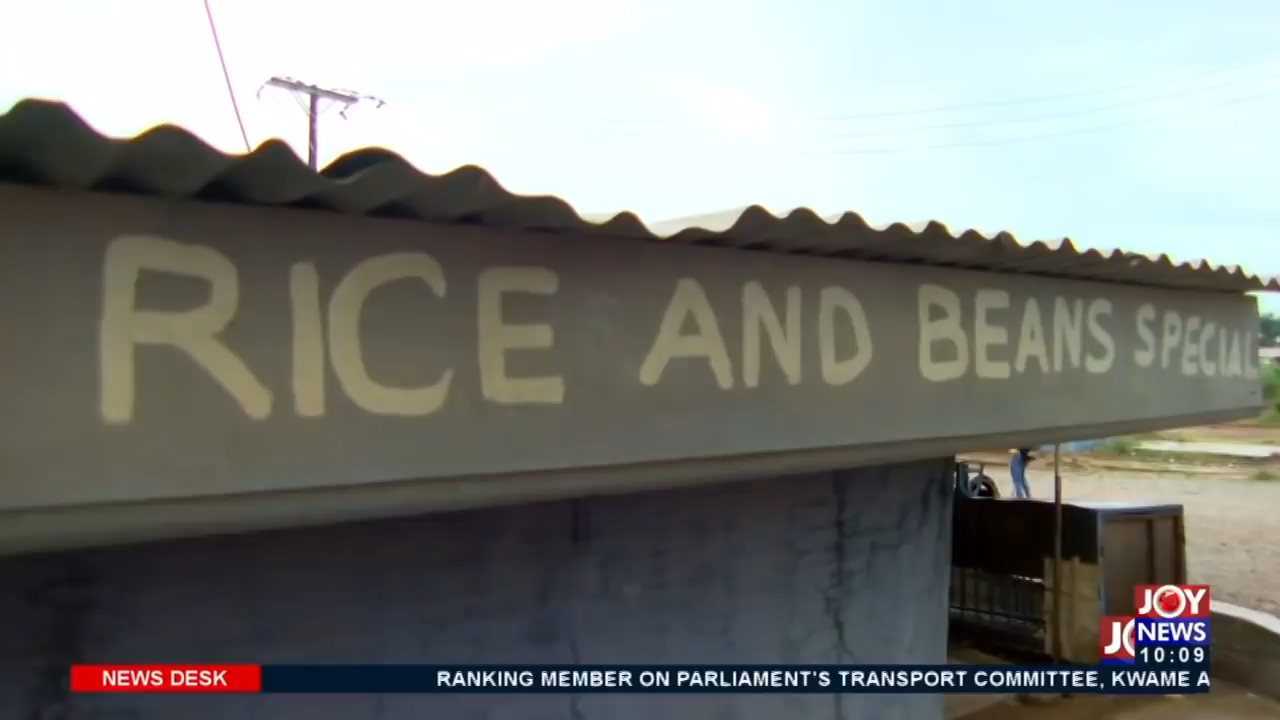 RICE AND BEANS SPECIAL
JOY
NEWS
10:09
NEWS DESK
RANKING MEMBER ON PARLIAMENT'S TRANSPORT COMMITTEE, KWAME A